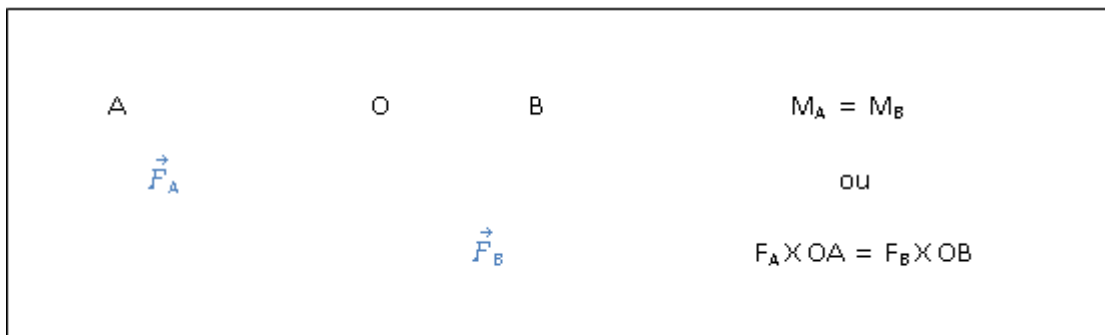 A O B M_A = M_B
F⃗_A ou
F⃗_B F_A X OA = F_B X OB